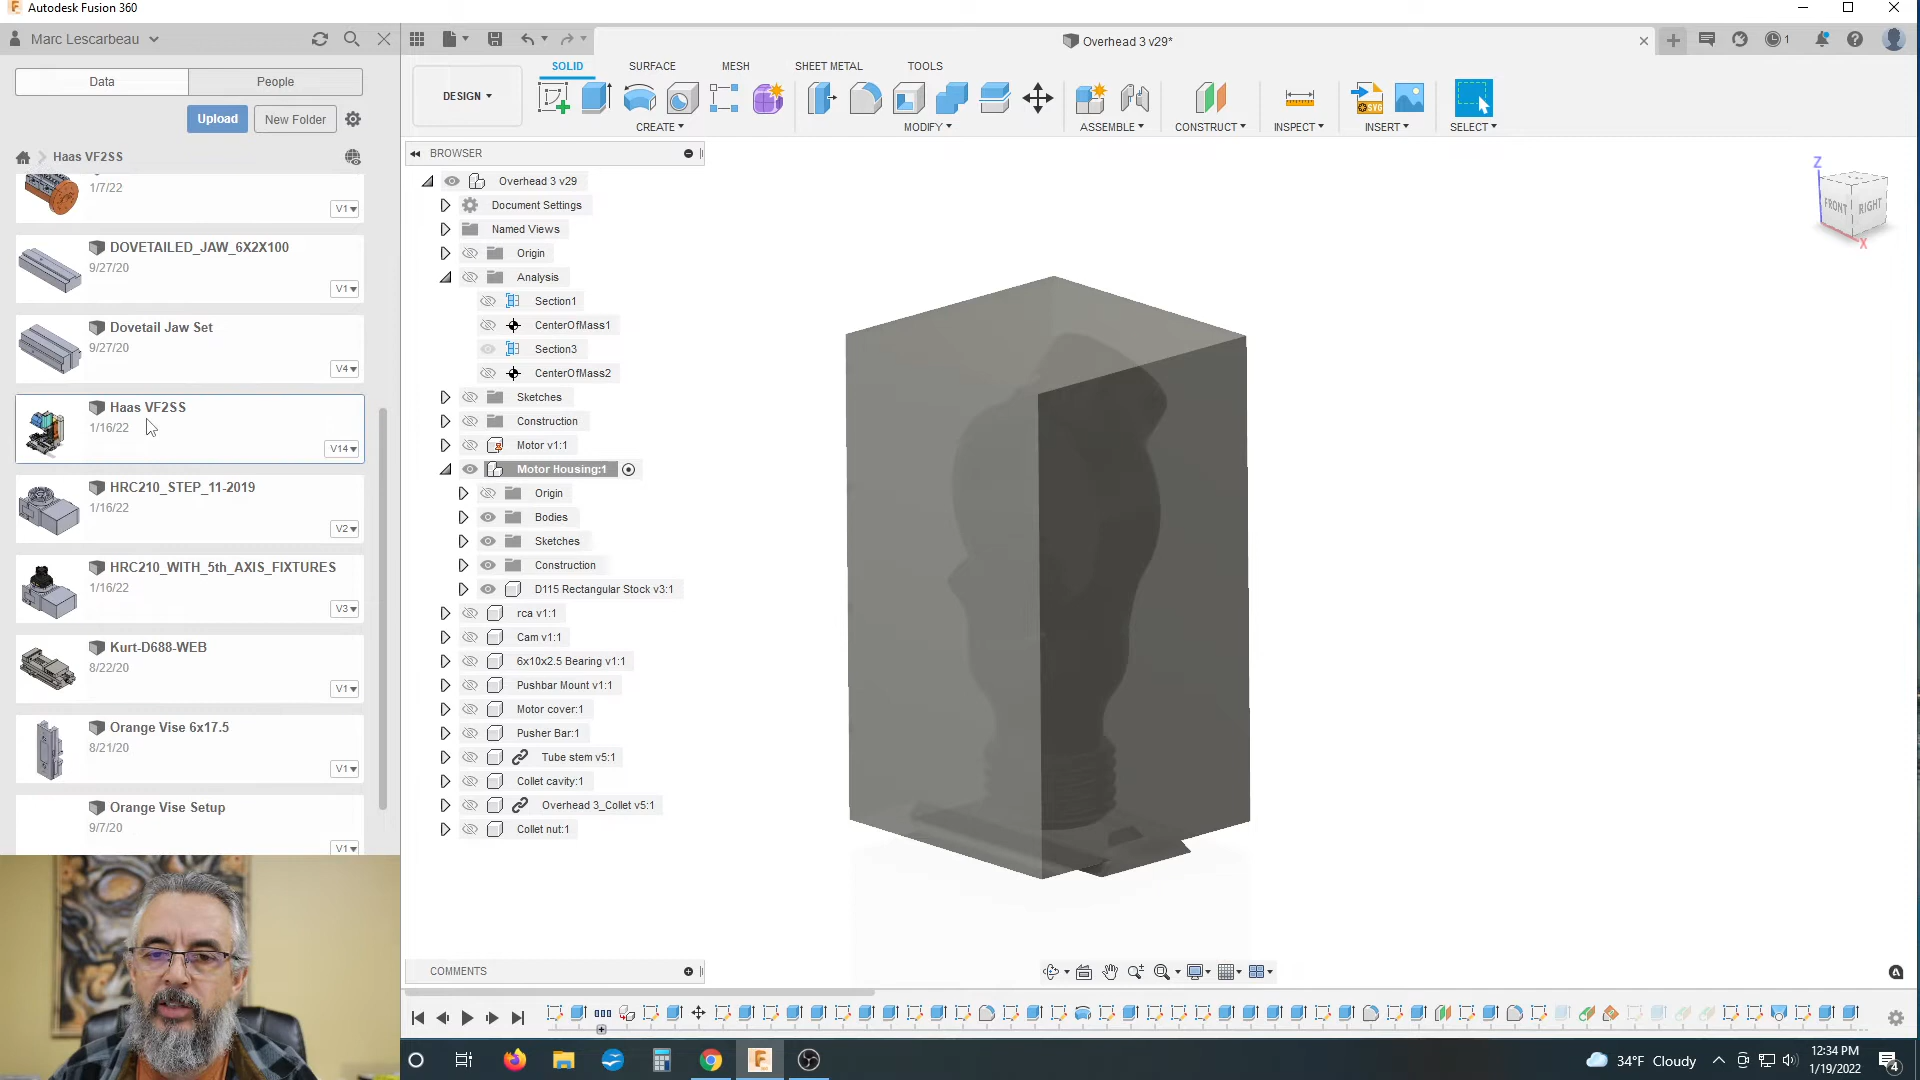 Autodesk Fusion 360
Marc Lescarbeau
Data
People
Upload
New Folder
Haas VF2SS
1/7/22
V1
DOVETAILED_JAW_6X2X100
9/27/20
V1
Dovetail Jaw Set
9/27/20
V4
Haas VF2SS
1/16/22
V14
HRC210_STEP_11-2019
1/16/22
V2
HRC210_WITH_5th_AXIS_FIXTURES
1/16/22
V3
Kurt-D688-WEB
8/22/20
V1
Orange Vise 6x17.5
8/21/20
V1
Orange Vise Setup
9/7/20
V1
Overhead 3 v29*
1
DESIGN
SOLID
SURFACE
MESH
SHEET METAL
TOOLS
CREATE
MODIFY
ASSEMBLE
CONSTRUCT
INSPECT
INSERT
SELECT
BROWSER
Overhead 3 v29
Document Settings
Named Views
Origin
Analysis
Section1
CenterOfMass1
Section3
CenterOfMass2
Sketches
Construction
Motor v1:1
Motor Housing:1
Origin
Bodies
Sketches
Construction
D115 Rectangular Stock v3:1
rca v1:1
Cam v1:1
6x10x2.5 Bearing v1:1
Pushbar Mount v1:1
Motor cover:1
Pusher Bar:1
Tube stem v5:1
Collet cavity:1
Overhead 3_Collet v5:1
Collet nut:1
Z
FRONT
RIGHT
X
COMMENTS
34°F Cloudy
12:34 PM
1/19/2022
4